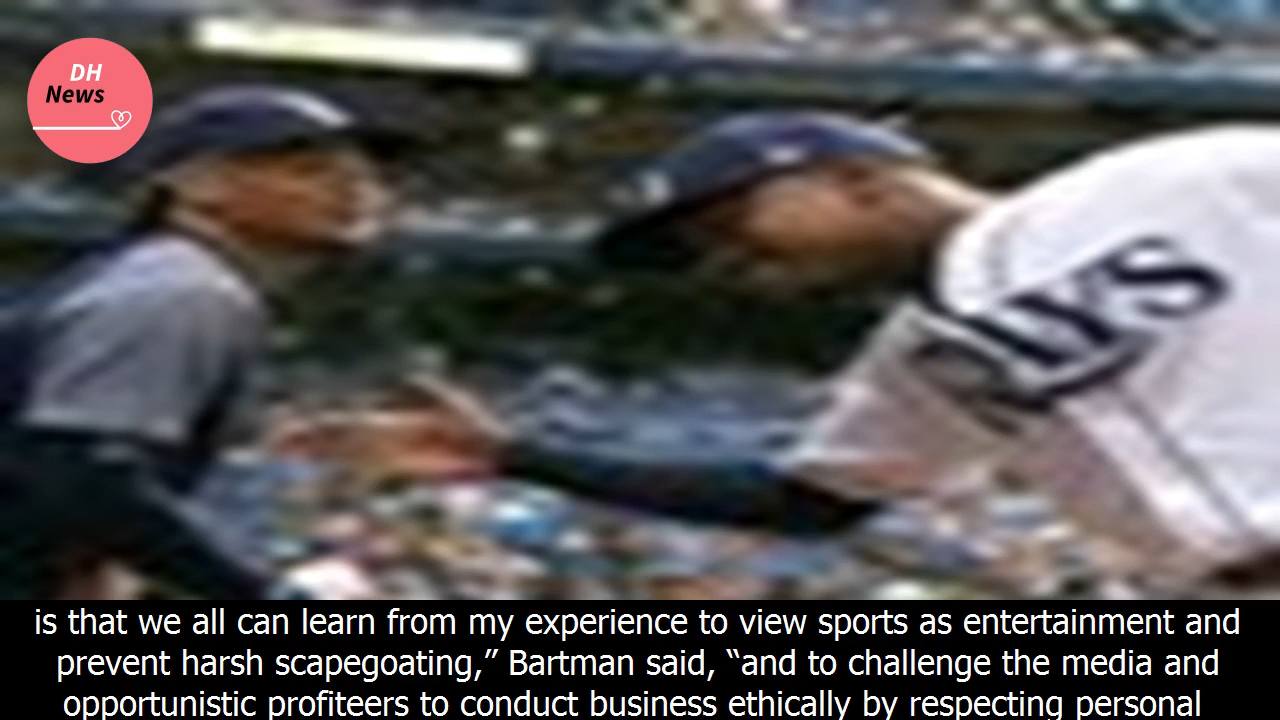 DH
News
is that we all can learn from my experience to view sports as entertainment and
prevent harsh scapegoating,” Bartman said, “and to challenge the media and
opportunistic profiteers to conduct business ethically by respecting personal